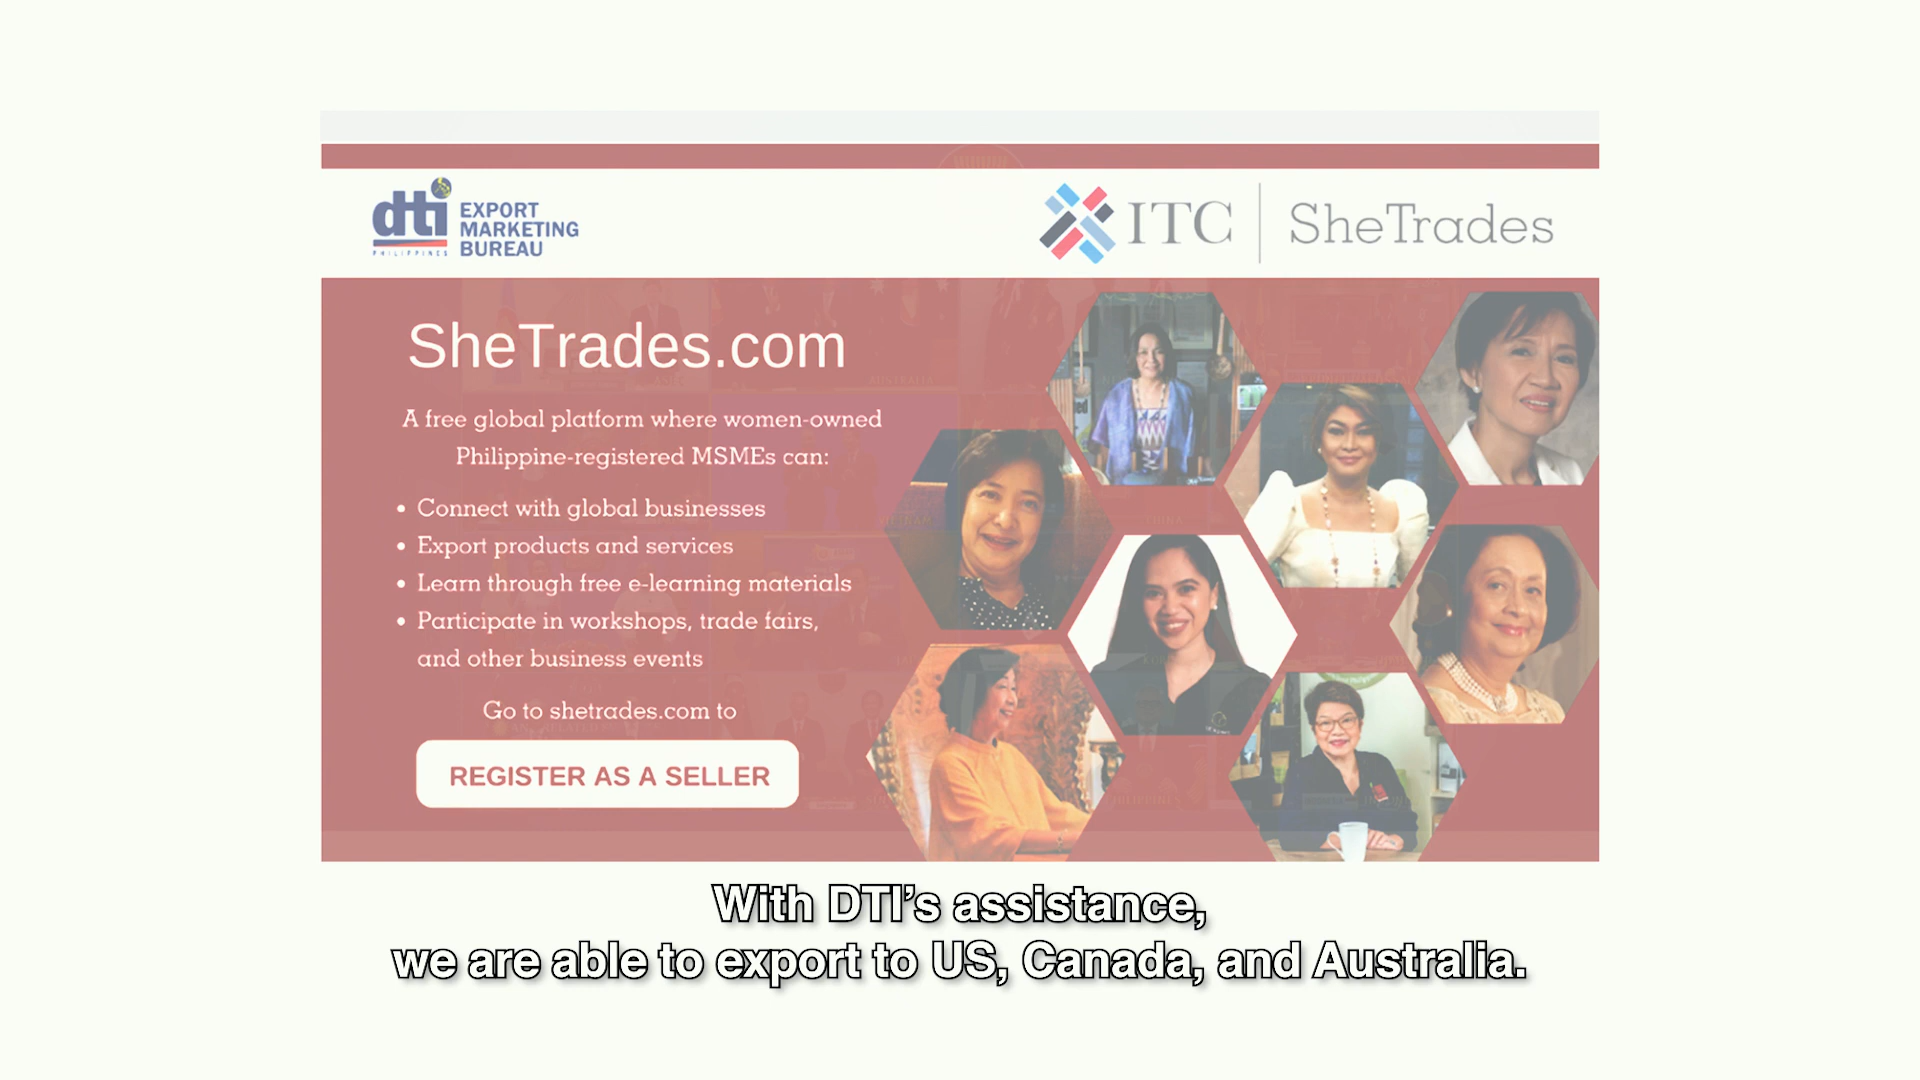 dti
PHILIPPINES
EXPORT
MARKETING
BUREAU
ITC
SheTrades
SheTrades.com
A free global platform where women-owned
Philippine-registered MSMEs can:
• Connect with global businesses
• Export products and services
• Learn through free e-learning materials
• Participate in workshops, trade fairs,
and other business events
Go to shetrades.com to
REGISTER AS A SELLER
With DTI’s assistance,
we are able to export to US, Canada, and Australia.